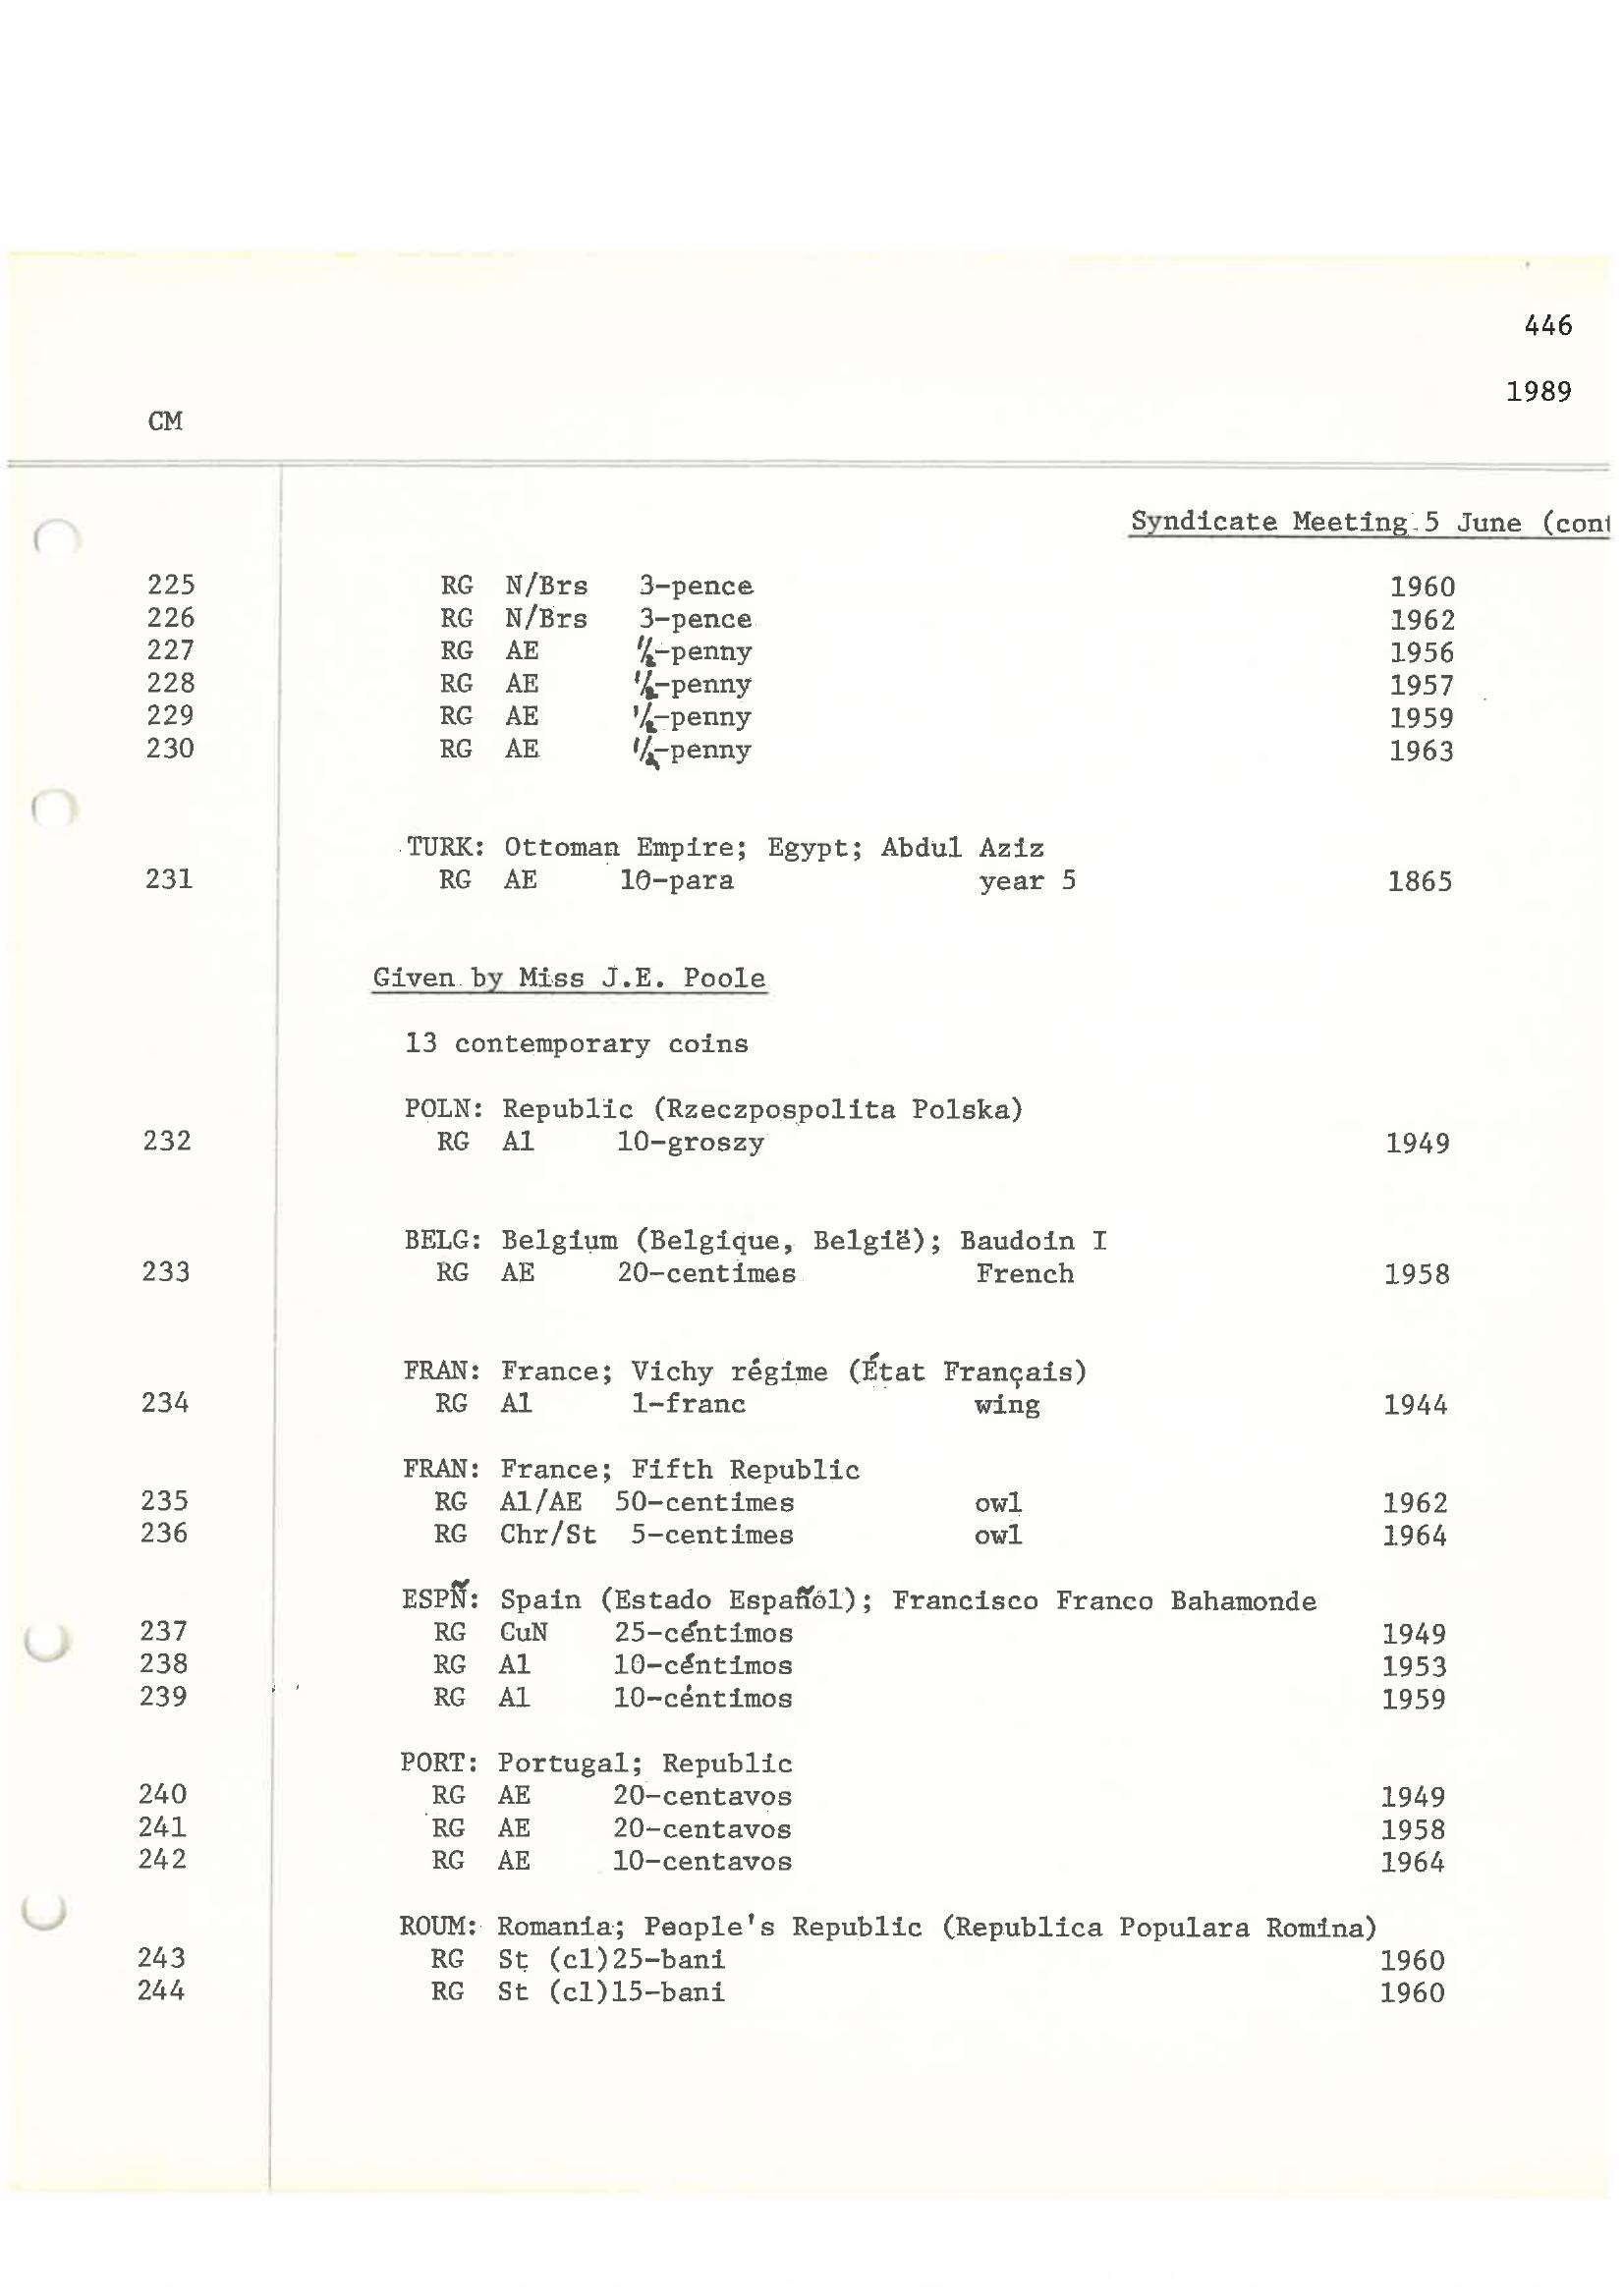 446
1989
CM
Syndicate Meeting 5 June
225 RG N/Brs 3-pence 1960
226 RG N/Brs 3-pence 1962
227 RG AE ½-penny 1956
228 RG AE ½-penny 1957
229 RG AE ½-penny 1959
230 RG AE ½-penny 1963
TURK: Ottoman Empire; Egypt; Abdul Aziz
231 RG AE 10-para year 5 1865
Given by Miss J.E. Poole
13 contemporary coins
POLN: Republic (Rzeczpospolita Polska)
232 RG Al 10-groszy 1949
BELG: Belgium (Belgique, België); Baudoin I
233 RG AE 20-centimes French 1958
FRAN: France; Vichy régime (État Français)
234 RG Al 1-franc wing 1944
FRAN: France; Fifth Republic
235 RG Al/AE 50-centimes owl 1962
236 RG Chr/St 5-centimes owl 1964
ESPÑ: Spain (Estado Español); Francisco Franco Bahamonde
237 RG CuN 25-céntimos 1949
238 RG Al 10-céntimos 1953
239 RG Al 10-céntimos 1959
PORT: Portugal; Republic
240 RG AE 20-centavos 1949
241 RG AE 20-centavos 1958
242 RG AE 10-centavos 1964
ROUM: Romania; People's Republic (Republica Populara Romina)
243 RG St (cl)25-bani 1960
244 RG St (cl)15-bani 1960